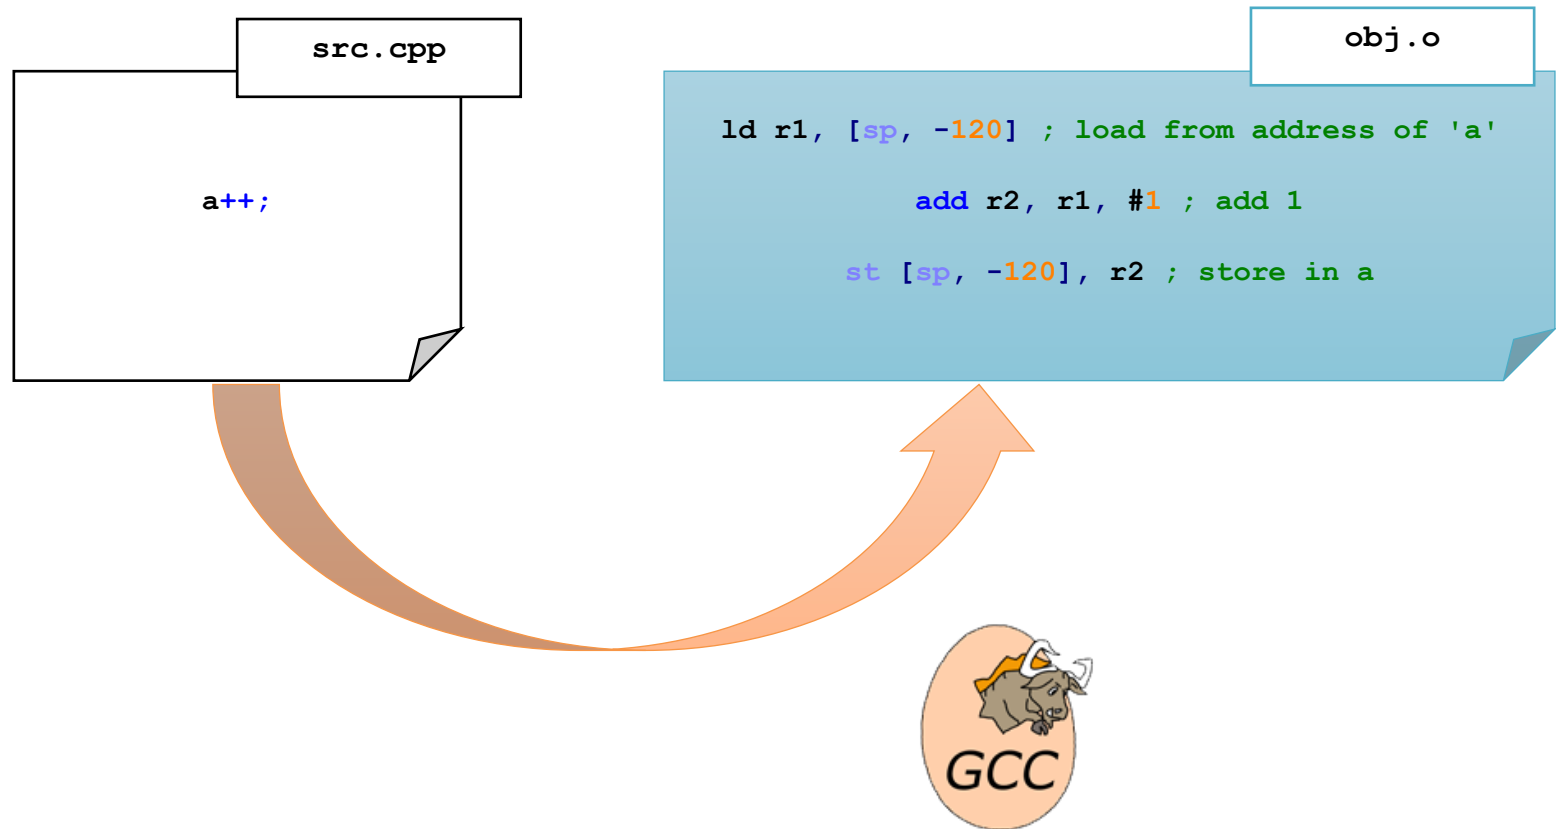 src.cpp
a++;
obj.o
ld r1, [sp, -120] ; load from address of 'a'
add r2, r1, #1 ; add 1
st [sp, -120], r2 ; store in a
GCC